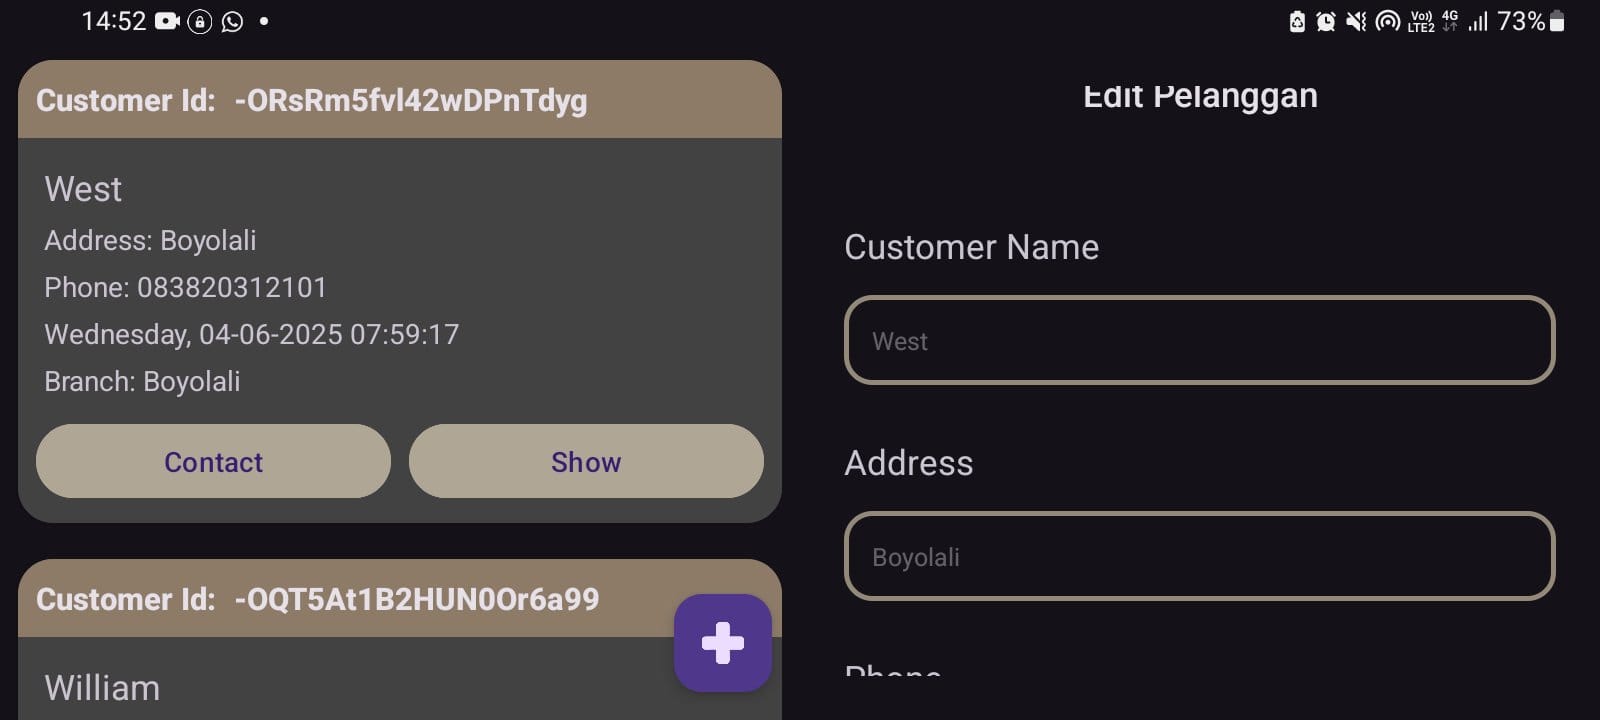 14:52
Vo)) LTE2 4G 73%
Customer Id: -ORsRm5fvl42wDPnTdyg
West
Address: Boyolali
Phone: 083820312101
Wednesday, 04-06-2025 07:59:17
Branch: Boyolali
Contact
Show
Customer Id: -OQT5At1B2HUN0Or6a99
William
Edit Pelanggan
Customer Name
West
Address
Boyolali
Phone